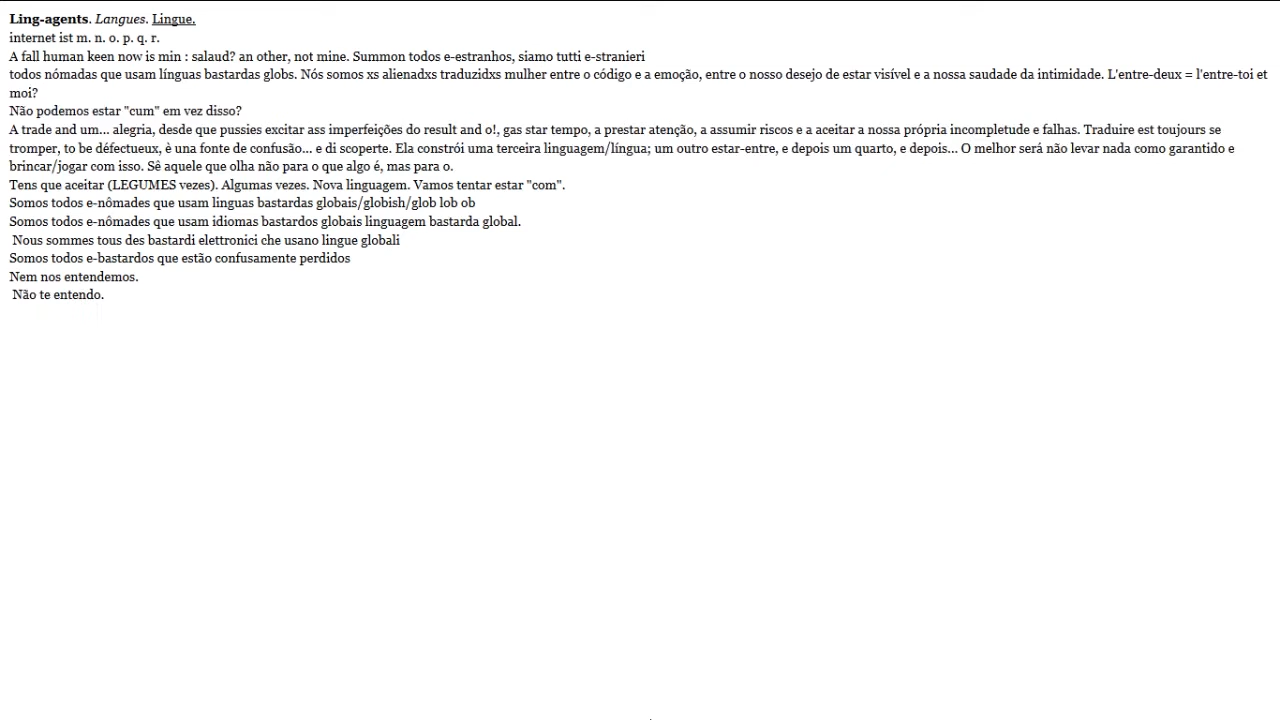 Ling-agents. Langues. Lingue.
internet ist m. n. o. p. q. r.
A fall human keen now is min : salaud? an other, not mine. Summon todos e-estranhos, siamo tutti e-stranieri
todos nómadas que usam línguas bastardas globs. Nós somos xs alienadxs traduzidxs mulher entre o código e a emoção, entre o nosso desejo de estar visível e a nossa saudade da intimidade. L'entre-deux = l'entre-toi et
moi?
Não podemos estar "cum" em vez disso?
A trade and um... alegria, desde que pussies excitar ass imperfeições do result and o!, gas star tempo, a prestar atenção, a assumir riscos e a aceitar a nossa própria incompletude e falhas. Traduire est toujours se
tromper, to be défectueux, è una fonte de confusão... e di scoperte. Ela constrói uma terceira linguagem/língua; um outro estar-entre, e depois um quarto, e depois... O melhor será não levar nada como garantido e
brincar/jogar com isso. Sê aquele que olha não para o que algo é, mas para o.
Tens que aceitar (LEGUMES vezes). Algumas vezes. Nova linguagem. Vamos tentar estar "com".
Somos todos e-nômades que usam linguas bastardas globais/globish/glob lob ob
Somos todos e-nômades que usam idiomas bastardos globais linguagem bastarda global.
Nous sommes tous des bastardi elettronici che usano lingue globali
Somos todos e-bastardos que estão confusamente perdidos
Nem nos entendemos.
Não te entendo.